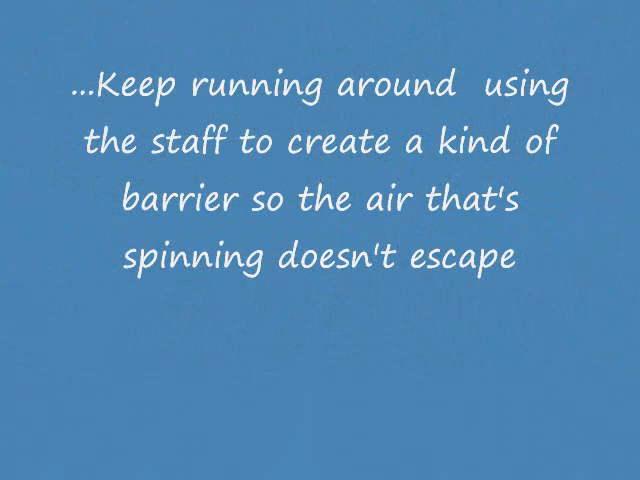 ...Keep running around  using
the staff to create a kind of
barrier so the air that's
spinning doesn't escape